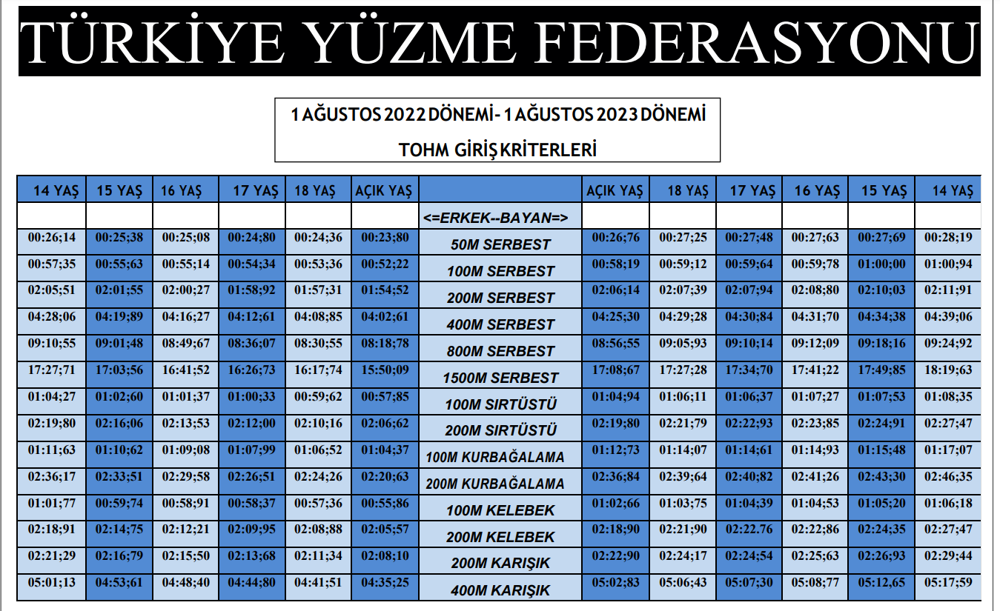 TÜRKİYE YÜZME FEDERASYONU
1 AĞUSTOS 2022 DÖNEMİ- 1 AĞUSTOS 2023 DÖNEMİ
TOHM GİRİŞ KRİTERLERİ
14 YAŞ 15 YAŞ 16 YAŞ 17 YAŞ 18 YAŞ AÇIK YAŞ AÇIK YAŞ 18 YAŞ 17 YAŞ 16 YAŞ 15 YAŞ 14 YAŞ
<=ERKEK--BAYAN=>
00:26;14 00:25;38 00:25;08 00:24;80 00:24;36 00:23;80 50M SERBEST 00:26;76 00:27;25 00:27;48 00:27;63 00:27;69 00:28;19
00:57;35 00:55;63 00:55;14 00:54;34 00:53;36 00:52;22 100M SERBEST 00:58;19 00:59;12 00:59;64 00:59;78 01:00;00 01:00;94
02:05;51 02:01;55 02:00;27 01:58;92 01:57;31 01:54;52 200M SERBEST 02:06;14 02:07;39 02:07;94 02:08;80 02:10;03 02:11;91
04:28;06 04:19;89 04:16;27 04:12;61 04:08;85 04:02;61 400M SERBEST 04:25;30 04:29;28 04:30;84 04:31;70 04:34;38 04:39;06
09:10;55 09:01;48 08:49;67 08:36;07 08:30;55 08:18;78 800M SERBEST 08:56;55 09:05;93 09:10;14 09:12;09 09:18;16 09:24;92
17:27;71 17:03;56 16:41;52 16:26;73 16:17;74 15:50;09 1500M SERBEST 17:08;67 17:27;28 17:34;70 17:41;22 17:49;85 18:19;63
01:04;27 01:02;60 01:01;37 01:00;33 00:59;62 00:57;85 100M SIRTÜSTÜ 01:04;94 01:06;11 01:06;37 01:07;27 01:07;53 01:08;35
02:19;80 02:16;06 02:13;53 02:12;00 02:10;16 02:06;62 200M SIRTÜSTÜ 02:19;80 02:21;79 02:22;93 02:23;85 02:24;91 02:27;47
01:11;63 01:10;62 01:09;08 01:07;99 01:06;52 01:04;37 100M KURBAĞALAMA 01:12;73 01:14;07 01:14;61 01:14;93 01:15;48 01:17;07
02:36;17 02:33;51 02:29;58 02:26;51 02:24;26 02:20;63 200M KURBAĞALAMA 02:36;84 02:39;64 02:40;82 02:41;26 02:43;30 02:46;35
01:01;77 00:59;74 00:58;91 00:58;37 00:57;36 00:55;86 100M KELEBEK 01:02;66 01:03;75 01:04;39 01:04;53 01:05;20 01:06;18
02:18;91 02:14;75 02:12;21 02:09;95 02:08;88 02:05;57 200M KELEBEK 02:18;90 02:21;90 02:22.76 02:22;86 02:24;35 02:27;47
02:21;29 02:16;79 02:15;50 02:13;68 02:11;34 02:08;10 200M KARIŞIK 02:22;90 02:24;17 02:24;54 02:25;63 02:26;93 02:29;44
05:01;13 04:53;61 04:48;40 04:44;80 04:41;51 04:35;25 400M KARIŞIK 05:02;83 05:06;43 05:07;30 05:08;77 05:12,65 05:17;59